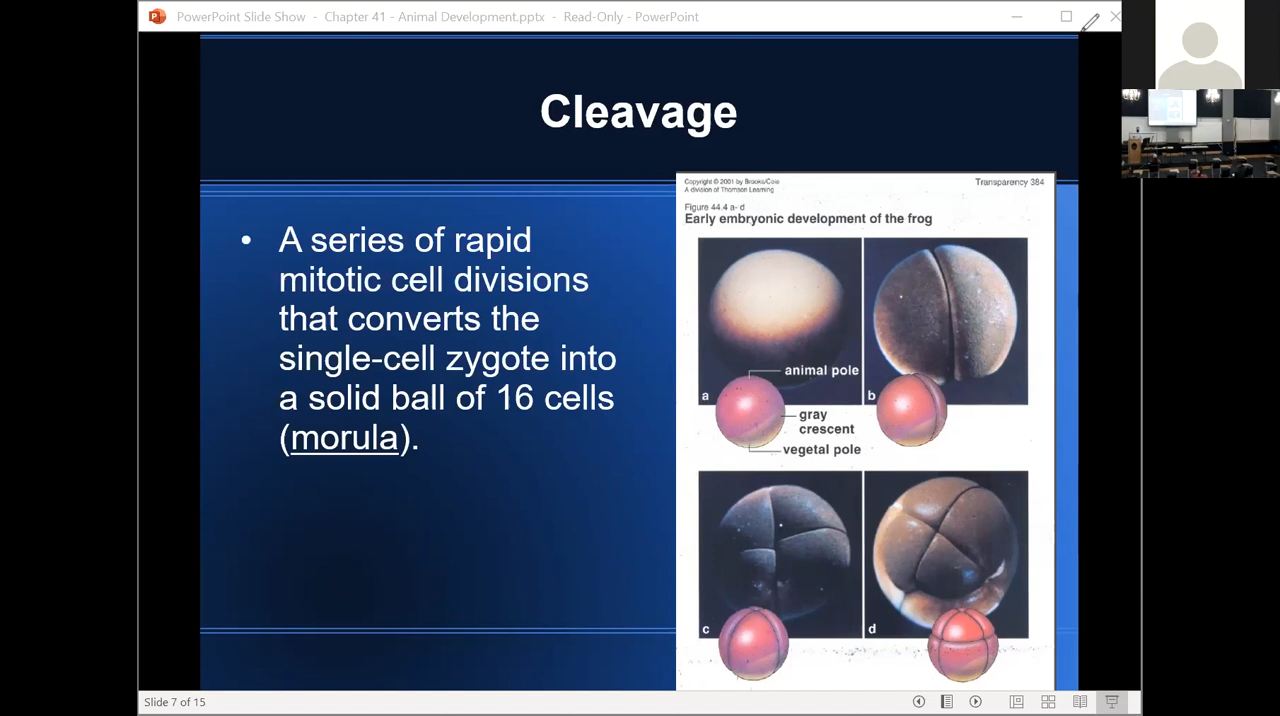 PowerPoint Slide Show - Chapter 41 - Animal Development.pptx - Read-Only - PowerPoint
Cleavage
• A series of rapid
mitotic cell divisions
that converts the
single-cell zygote into
a solid ball of 16 cells
(morula).
Copyright © 2001 by Brooks/Cole
A division of Thomson Learning
Transparency 384
Figure 44.4 a- d
Early embryonic development of the frog
animal pole
a
b
gray
crescent
vegetal pole
c
d
Slide 7 of 15